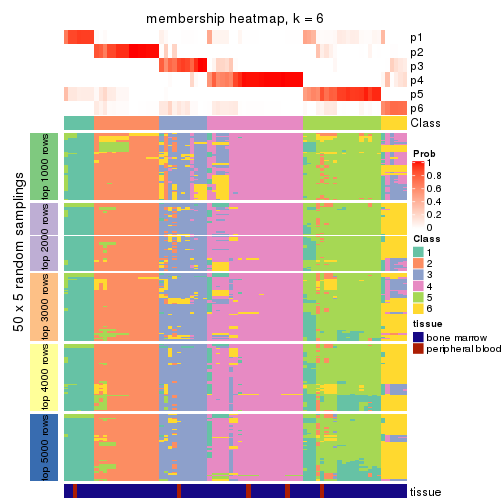 membership heatmap, k = 6
p1
p2
p3
p4
p5
p6
Class
50 x 5 random samplings
top 1000 rows
top 2000 rows
top 3000 rows
top 4000 rows
top 5000 rows
tissue
Prob
1
0.8
0.6
0.4
0.2
0
Class
1
2
3
4
5
6
tissue
bone marrow
peripheral blood